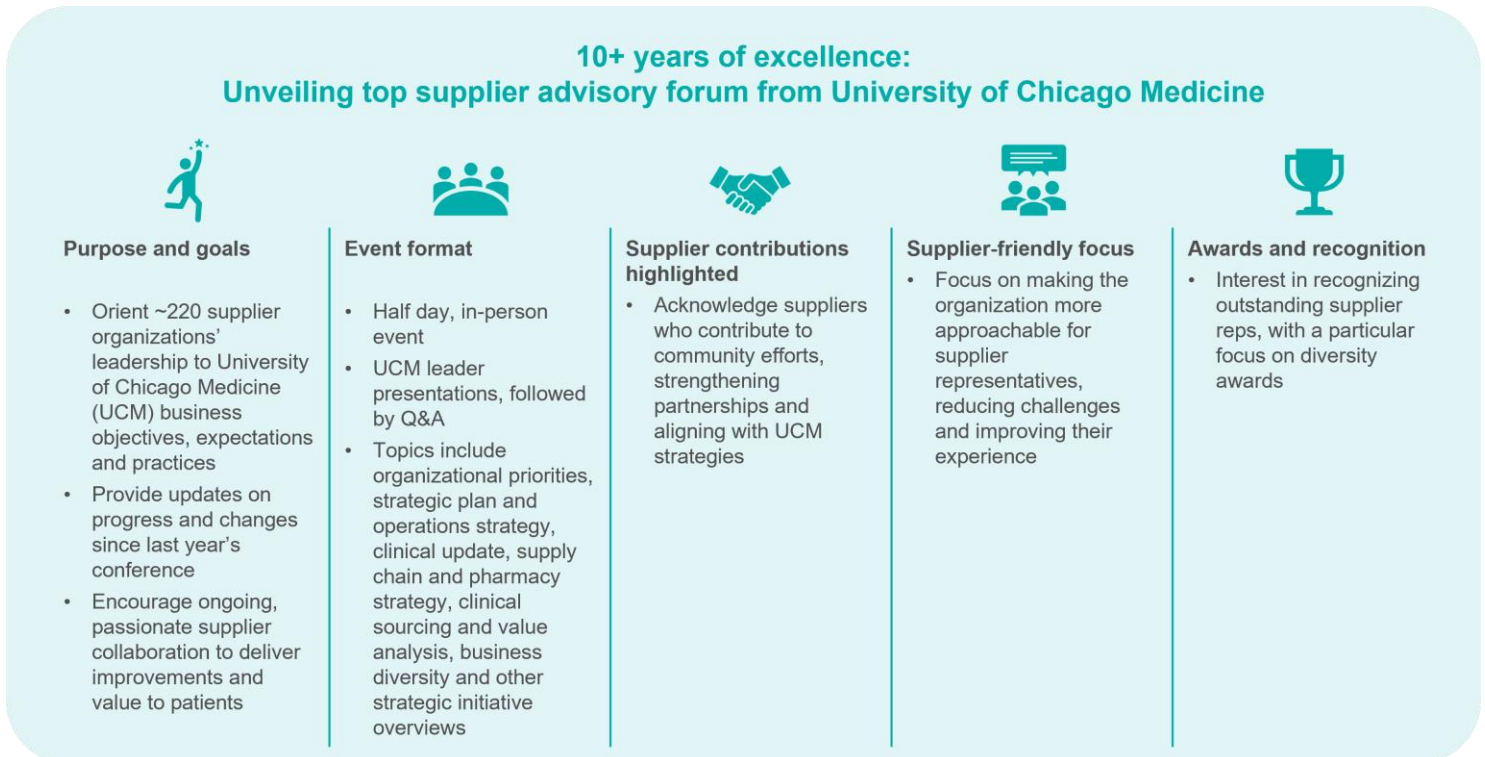 10+ years of excellence:
Unveiling top supplier advisory forum from University of Chicago Medicine
Purpose and goals
• Orient ~220 supplier
organizations’
leadership to University
of Chicago Medicine
(UCM) business
objectives, expectations
and practices
• Provide updates on
progress and changes
since last year’s
conference
• Encourage ongoing,
passionate supplier
collaboration to deliver
improvements and
value to patients
Event format
• Half day, in-person
event
• UCM leader
presentations, followed
by Q&A
• Topics include
organizational priorities,
strategic plan and
operations strategy,
clinical update, supply
chain and pharmacy
strategy, clinical
sourcing and value
analysis, business
diversity and other
strategic initiative
overviews
Supplier contributions
highlighted
• Acknowledge suppliers
who contribute to
community efforts,
strengthening
partnerships and
aligning with UCM
strategies
Supplier-friendly focus
• Focus on making the
organization more
approachable for
supplier
representatives,
reducing challenges
and improving their
experience
Awards and recognition
• Interest in recognizing
outstanding supplier
reps, with a particular
focus on diversity
awards